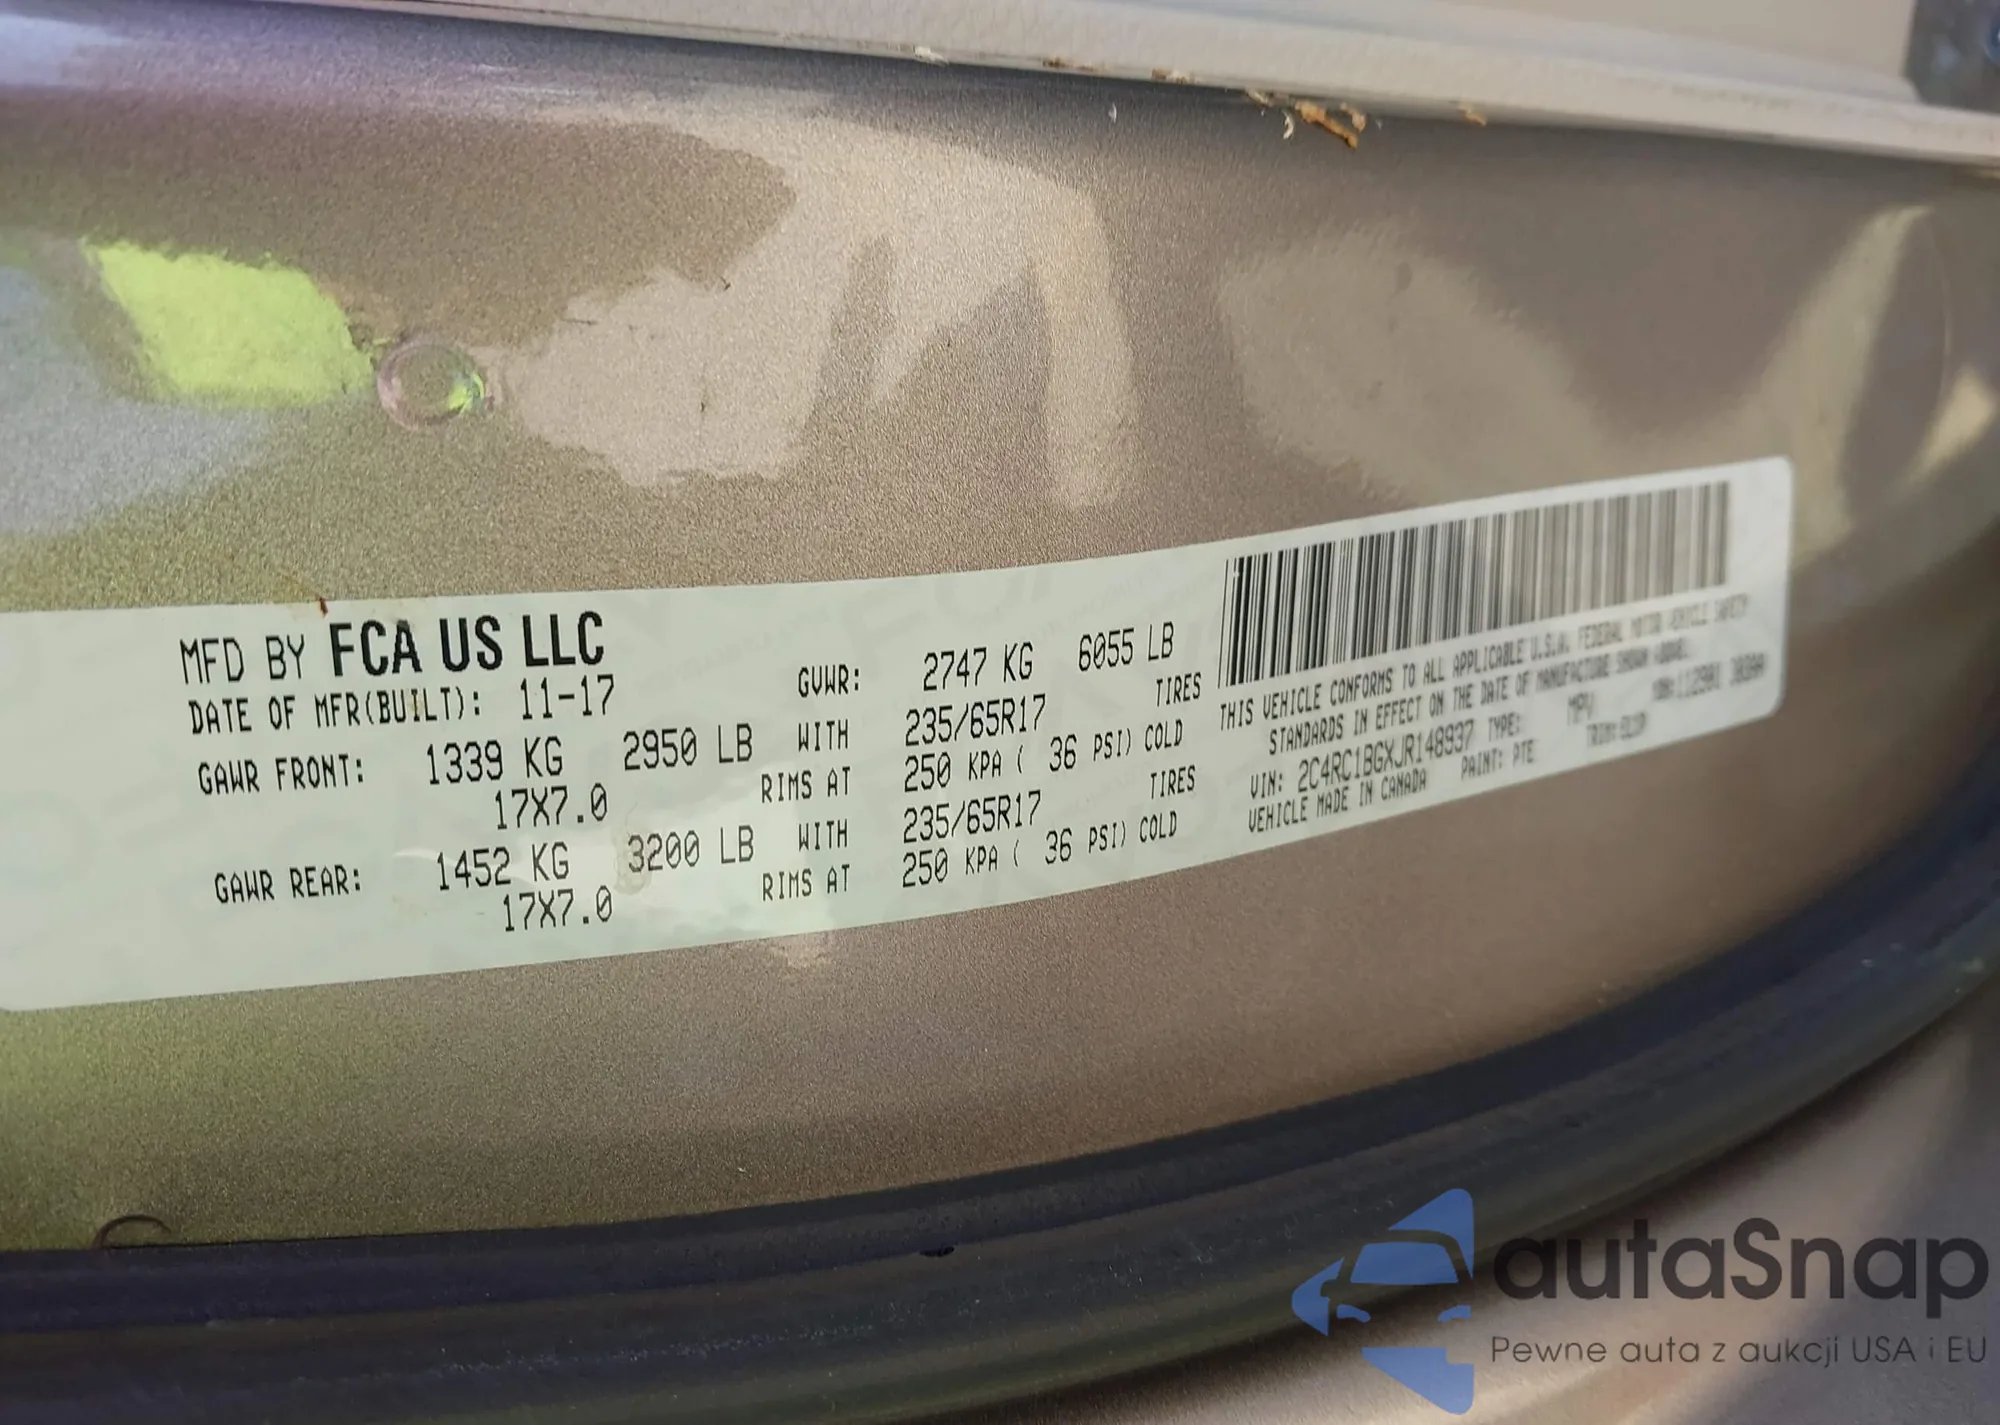 MFD BY FCA US LLC
DATE OF MFR(BUILT): 11-17 GVWR: 2747 KG 6055 LB
GAWR FRONT: 1339 KG 2950 LB WITH 235/65R17 TIRES
17X7.0 RIMS AT 250 KPA ( 36 PSI) COLD
GAWR REAR: 1452 KG 3200 LB WITH 235/65R17 TIRES
17X7.0 RIMS AT 250 KPA ( 36 PSI) COLD
THIS VEHICLE CONFORMS TO ALL APPLICABLE U.S.A. FEDERAL MOTOR VEHICLE SAFETY
STANDARDS IN EFFECT ON THE DATE OF MANUFACTURE SHOWN ABOVE.
VIN: 2C4RC1BGXJR148937 TYPE: MPV
VEHICLE MADE IN CANADA PAINT: PTE TRIM:
autaSnap
Pewne auta z aukcji USA i EU